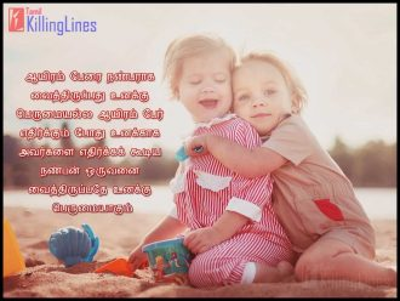 Tamil
KillingLines
ஆயிரம் பேரை நண்பராக
வைத்திருப்பது உனக்கு
பெருமையல்ல ஆயிரம் பேர்
எதிர்க்கும் போது உனக்காக
அவர்களை எதிர்க்கக் கூடிய
நண்பன் ஒருவனை
வைத்திருப்பதே உனக்கு
பெருமையாகும்